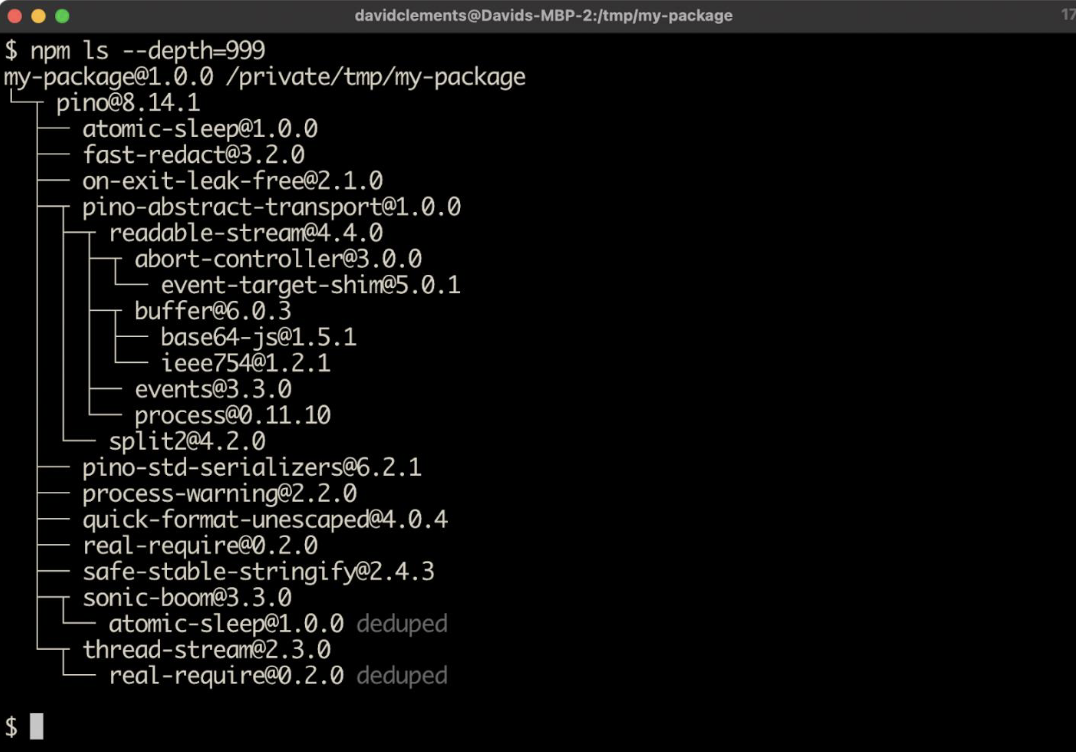 davidclements@Davids-MBP-2:/tmp/my-package
$ npm ls --depth=999
my-package@1.0.0 /private/tmp/my-package
└─┬ pino@8.14.1
  ├── atomic-sleep@1.0.0
  ├── fast-redact@3.2.0
  ├── on-exit-leak-free@2.1.0
  ├─┬ pino-abstract-transport@1.0.0
  │ ├─┬ readable-stream@4.4.0
  │ │ ├─┬ abort-controller@3.0.0
  │ │ │ └── event-target-shim@5.0.1
  │ │ ├─┬ buffer@6.0.3
  │ │ │ ├── base64-js@1.5.1
  │ │ │ └── ieee754@1.2.1
  │ │ ├── events@3.3.0
  │ │ └── process@0.11.10
  │ └── split2@4.2.0
  ├── pino-std-serializers@6.2.1
  ├── process-warning@2.2.0
  ├── quick-format-unescaped@4.0.4
  ├── real-require@0.2.0
  ├── safe-stable-stringify@2.4.3
  ├─┬ sonic-boom@3.3.0
  │ └── atomic-sleep@1.0.0 deduped
  └─┬ thread-stream@2.3.0
    └── real-require@0.2.0 deduped
$